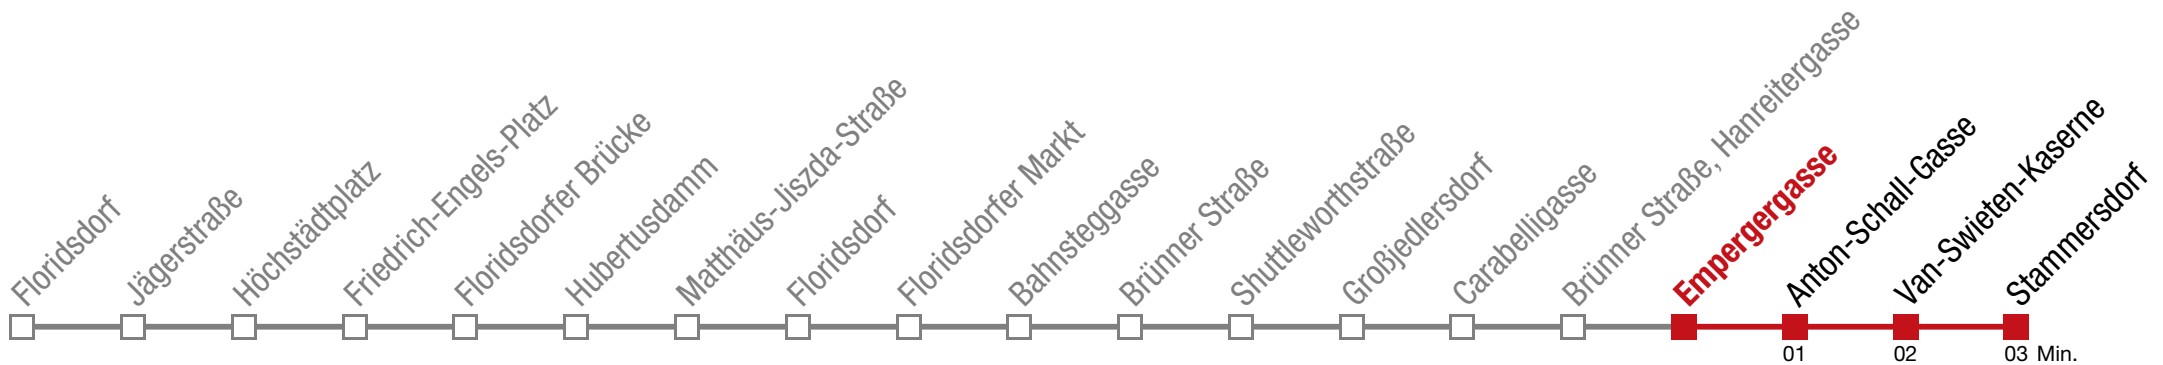 Floridsdorf
Jägerstraße
Höchstädtplatz
Friedrich-Engels-Platz
Floridsdorfer Brücke
Hubertusdamm
Matthäus-Jiszda-Straße
Floridsdorf
Floridsdorfer Markt
Bahnsteggasse
Brünner Straße
Shuttleworthstraße
Großjedlersdorf
Carabelligasse
Brünner Straße, Hanreitergasse
Empergergasse
Anton-Schall-Gasse
Van-Swieten-Kaserne
Stammersdorf
01 02 03 Min.